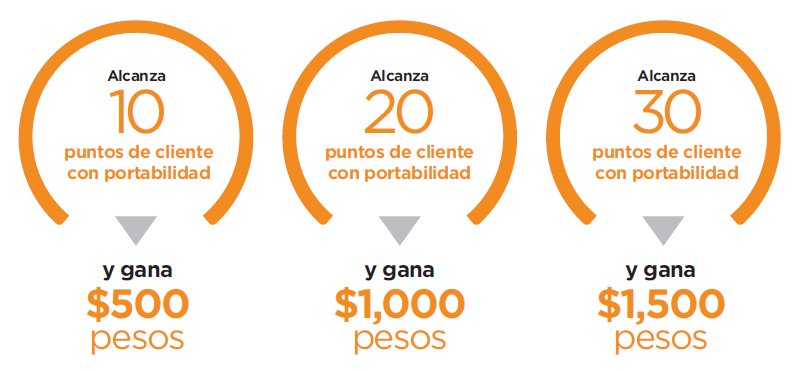 Alcanza
10
puntos de cliente
con portabilidad
y gana
$500
pesos
Alcanza
20
puntos de cliente
con portabilidad
y gana
$1,000
pesos
Alcanza
30
puntos de cliente
con portabilidad
y gana
$1,500
pesos